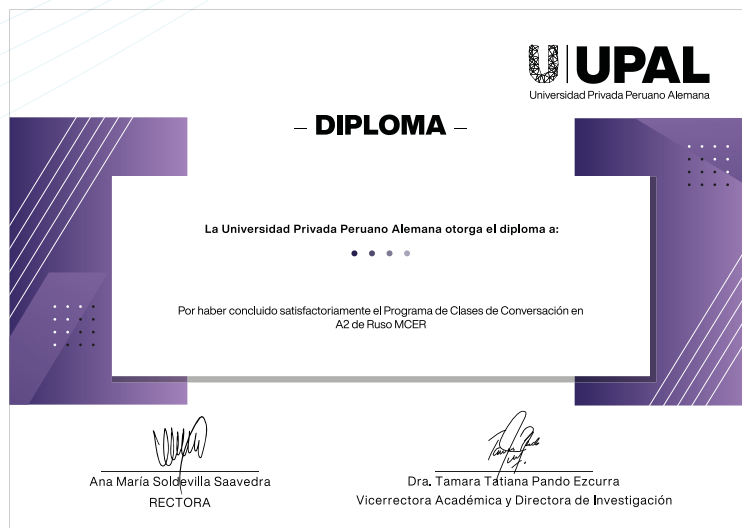 UPAL
Universidad Privada Peruano Alemana
– DIPLOMA –
La Universidad Privada Peruano Alemana otorga el diploma a:
Por haber concluido satisfactoriamente el Programa de Clases de Conversación en
A2 de Ruso MCER
Ana María Soldevilla Saavedra
RECTORA
Dra. Tamara Tatiana Pando Ezcurra
Vicerrectora Académica y Directora de Investigación